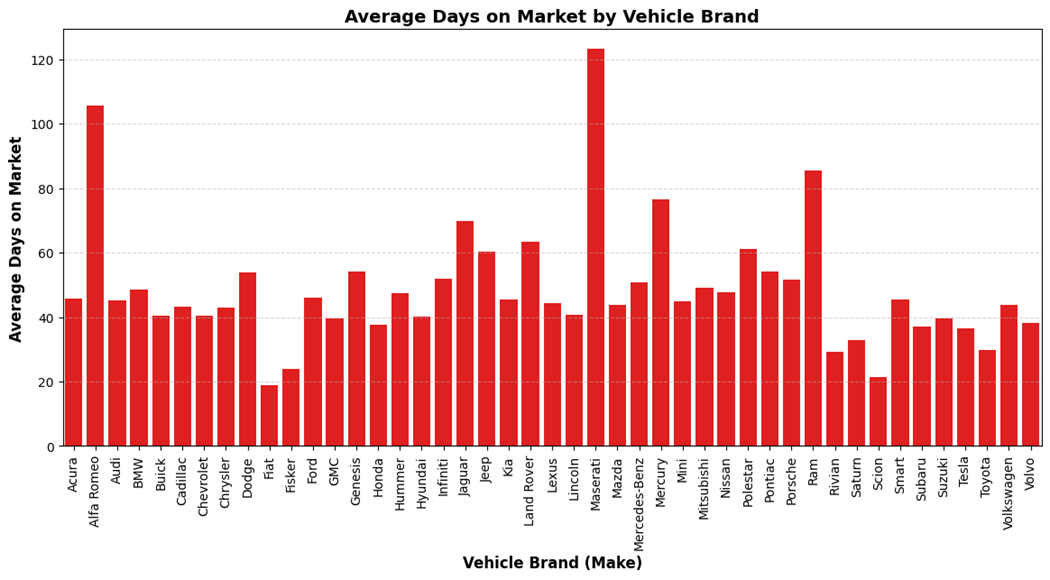 Average Days on Market by Vehicle Brand
Average Days on Market
120
100
80
60
40
20
0
Acura
Alfa Romeo
Audi
BMW
Buick
Cadillac
Chevrolet
Chrysler
Dodge
Fiat
Fisker
Ford
GMC
Genesis
Honda
Hummer
Hyundai
Infiniti
Jaguar
Jeep
Kia
Land Rover
Lexus
Lincoln
Maserati
Mazda
Mercedes-Benz
Mercury
Mini
Mitsubishi
Nissan
Polestar
Pontiac
Porsche
Ram
Rivian
Saturn
Scion
Smart
Subaru
Suzuki
Tesla
Toyota
Volkswagen
Volvo
Vehicle Brand (Make)